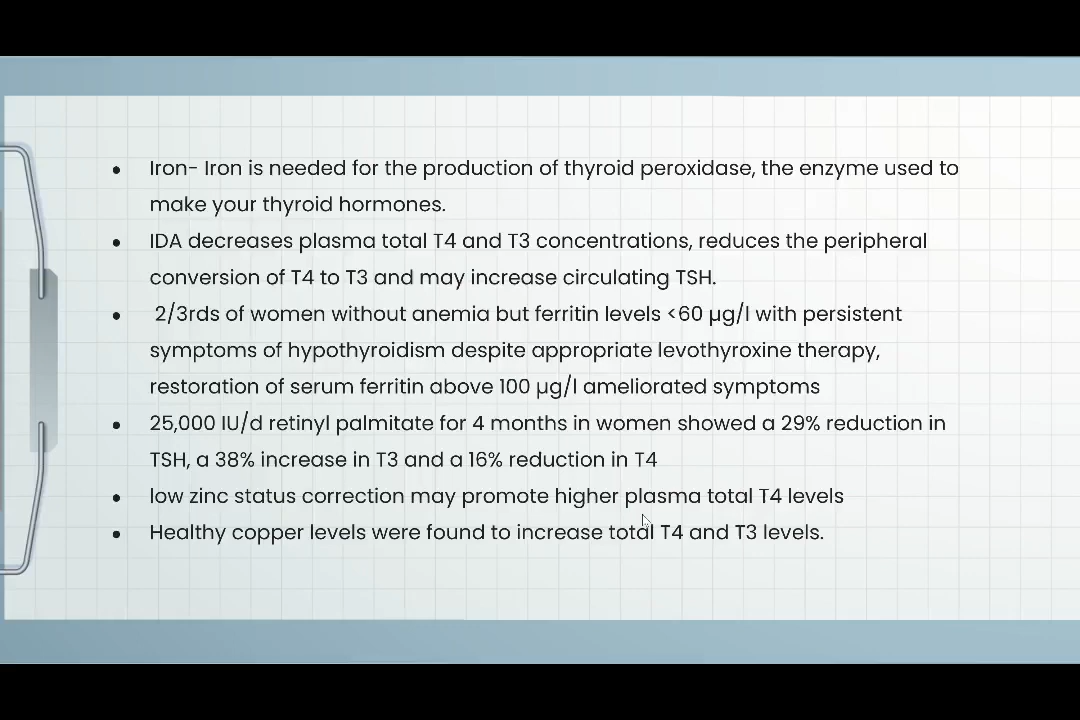 • Iron- Iron is needed for the production of thyroid peroxidase, the enzyme used to
make your thyroid hormones.
• IDA decreases plasma total T4 and T3 concentrations, reduces the peripheral
conversion of T4 to T3 and may increase circulating TSH.
• 2/3rds of women without anemia but ferritin levels <60 µg/l with persistent
symptoms of hypothyroidism despite appropriate levothyroxine therapy,
restoration of serum ferritin above 100 µg/l ameliorated symptoms
• 25,000 IU/d retinyl palmitate for 4 months in women showed a 29% reduction in
TSH, a 38% increase in T3 and a 16% reduction in T4
• low zinc status correction may promote higher plasma total T4 levels
• Healthy copper levels were found to increase total T4 and T3 levels.